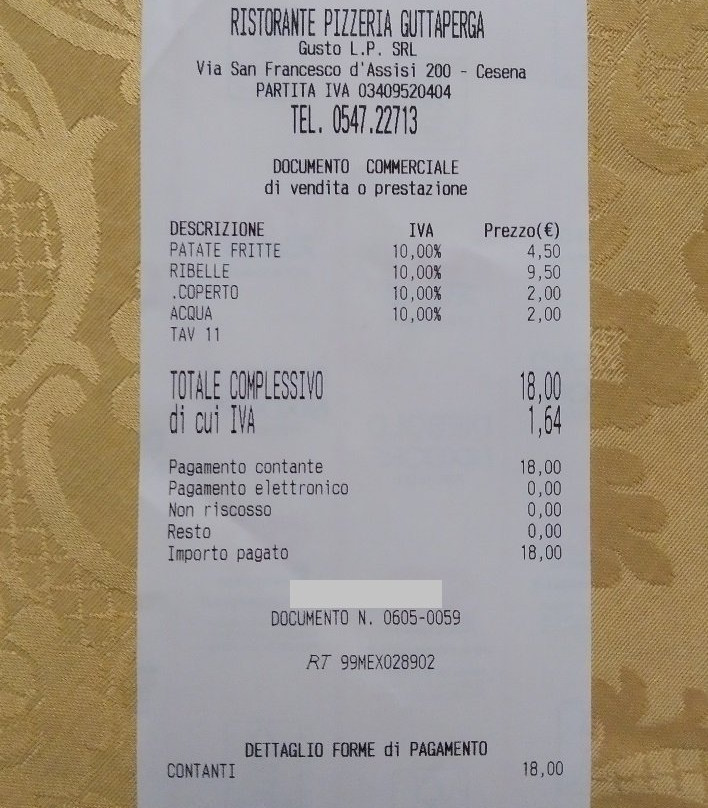 RISTORANTE PIZZERIA GUTTAPERGA
Gusto L.P. SRL
Via San Francesco d'Assisi 200 - Cesena
PARTITA IVA 03409520404
TEL. 0547.22713
DOCUMENTO COMMERCIALE
di vendita o prestazione
DESCRIZIONE IVA Prezzo(€)
PATATE FRITTE 10,00% 4,50
RIBELLE 10,00% 9,50
.COPERTO 10,00% 2,00
ACQUA 10,00% 2,00
TAV 11
TOTALE COMPLESSIVO 18,00
di cui IVA 1,64
Pagamento contante 18,00
Pagamento elettronico 0,00
Non riscosso 0,00
Resto 0,00
Importo pagato 18,00
DOCUMENTO N. 0605-0059
RT 99MEX028902
DETTAGLIO FORME di PAGAMENTO
CONTANTI 18,00